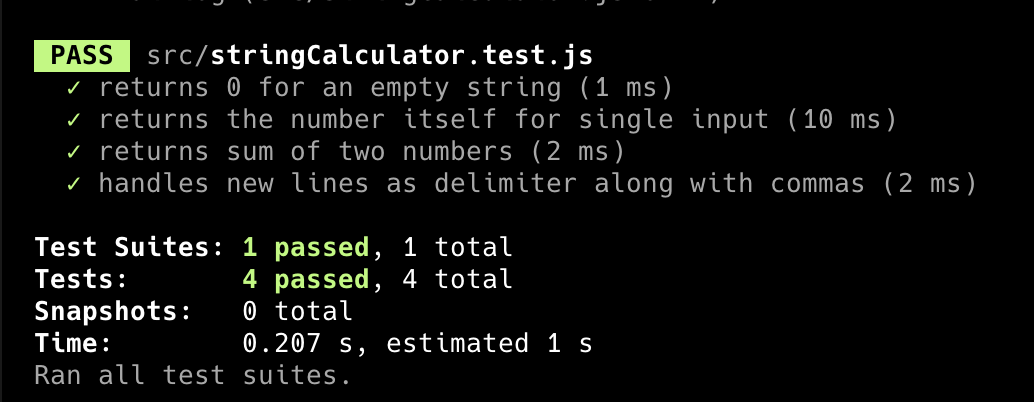 PASS src/stringCalculator.test.js
✓ returns 0 for an empty string (1 ms)
✓ returns the number itself for single input (10 ms)
✓ returns sum of two numbers (2 ms)
✓ handles new lines as delimiter along with commas (2 ms)
Test Suites: 1 passed, 1 total
Tests: 4 passed, 4 total
Snapshots: 0 total
Time: 0.207 s, estimated 1 s
Ran all test suites.